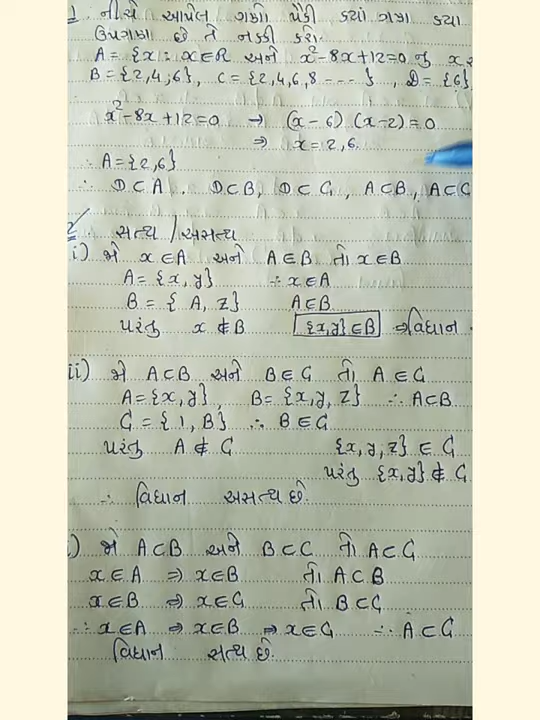 1 નીચે આપેલ ગણો પૈકી કયો ગણ કયા
ઉપગણ છે તે નક્કી કરો.
A = {x : x∈R અને x²-8x+12=0 નું x
B = {2,4,6}, C = {2,4,6,8 - - - }, D = {6}
x²-8x+12=0 → (x-6) (x-2)=0
⇒ x=2,6.
∴ A={2,6}
∴ D⊂A, D⊂B, D⊂C, A⊂B, A⊂C
2. સત્ય / અસત્ય
i) જો x∈A અને A∈B તો x∈B
A={x,y} ∴ x∈A
B = { A, z} A∈B
પરંતુ x∉B {x,y}∈B ⇒વિધાન
ii) જો A⊂B અને B∈C તો A∈C
A={x,y}, B={x,y,z} ∴ A⊂B
C={1,B} ∴ B∈C
પરંતુ A∉C {x,y,z} ∈ C
પરંતુ {x,y}∉C
∴ વિધાન અસત્ય છે.
) જો A⊂B અને B⊂C તો A⊂C
x∈A ⇒ x∈B તો A⊂B
x∈B ⇒ x∈C તો B⊂C
∴ x∈A ⇒ x∈B ⇒ x∈C ∴ A⊂C
વિધાન સત્ય છે.